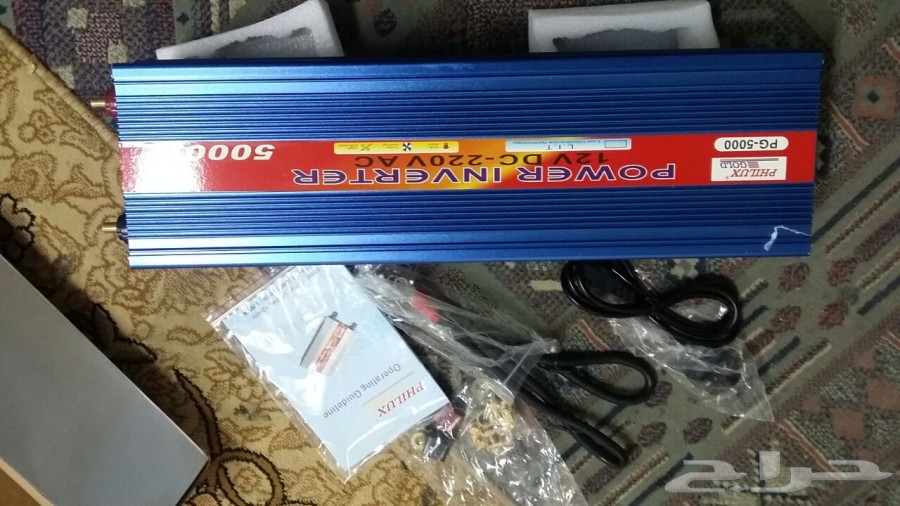 PHILUX
GOLD
PG-5000
POWER INVERTER
12V DC-220V AC
L.I.T
5000
PHILUX
Operating Guideline
حراج